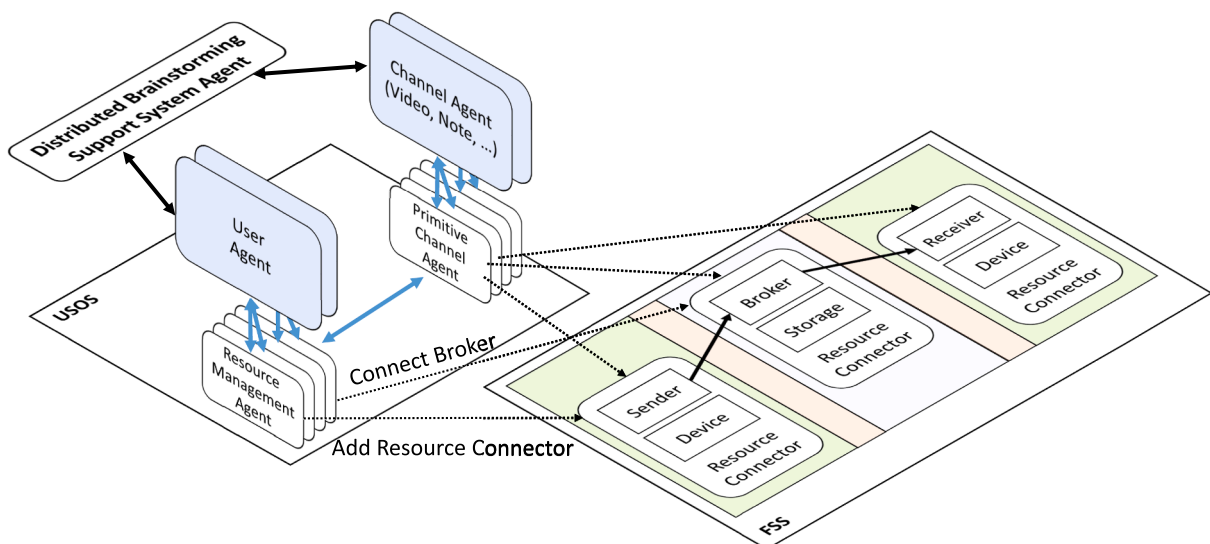 Distributed Brainstorming
Support System Agent
Channel Agent
(Video, Note, ...)
User
Agent
Primitive
Channel
Agent
USOS
Resource
Management
Agent
Connect Broker
Add Resource Connector
Receiver
Device
Resource
Connector
Broker
Storage
Resource
Connector
Sender
Device
Resource
Connector
FSS